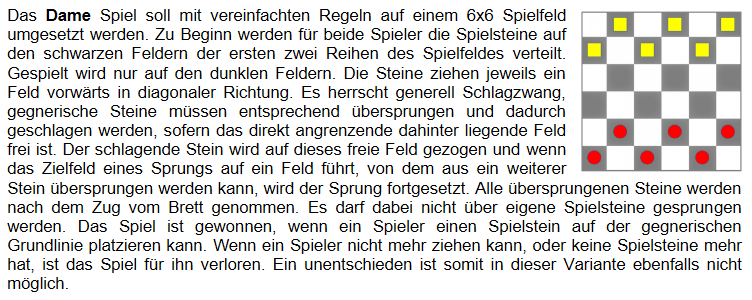 Das Dame Spiel soll mit vereinfachten Regeln auf einem 6x6 Spielfeld
umgesetzt werden. Zu Beginn werden für beide Spieler die Spielsteine auf
den schwarzen Feldern der ersten zwei Reihen des Spielfeldes verteilt.
Gespielt wird nur auf den dunklen Feldern. Die Steine ziehen jeweils ein
Feld vorwärts in diagonaler Richtung. Es herrscht generell Schlagzwang,
gegnerische Steine müssen entsprechend übersprungen und dadurch
geschlagen werden, sofern das direkt angrenzende dahinter liegende Feld
frei ist. Der schlagende Stein wird auf dieses freie Feld gezogen und wenn
das Zielfeld eines Sprungs auf ein Feld führt, von dem aus ein weiterer
Stein übersprungen werden kann, wird der Sprung fortgesetzt. Alle übersprungenen Steine werden
nach dem Zug vom Brett genommen. Es darf dabei nicht über eigene Spielsteine gesprungen
werden. Das Spiel ist gewonnen, wenn ein Spieler einen Spielstein auf der gegnerischen
Grundlinie platzieren kann. Wenn ein Spieler nicht mehr ziehen kann, oder keine Spielsteine mehr
hat, ist das Spiel für ihn verloren. Ein unentschieden ist somit in dieser Variante ebenfalls nicht
möglich.